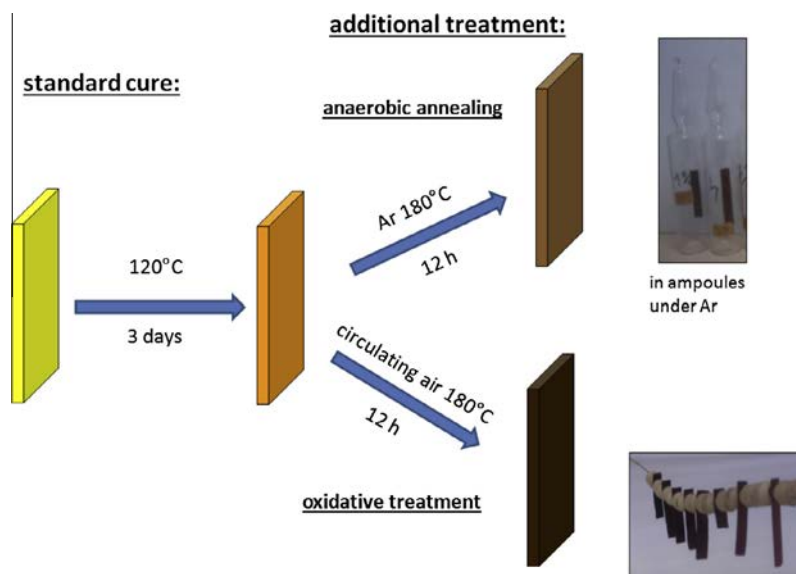 additional treatment:
standard cure:
anaerobic annealing
Ar 180°C
12 h
120°C
3 days
in ampoules
under Ar
circulating air 180°C
12 h
oxidative treatment